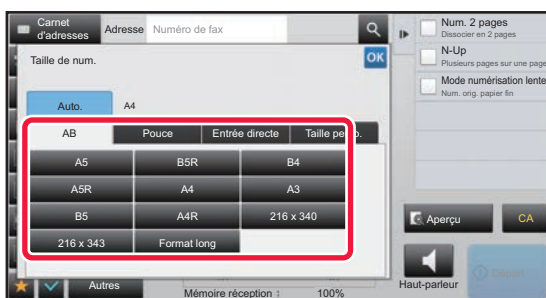 Carnet d'adresses
Adresse
Numéro de fax
Taille de num.
OK
Auto.
A4
AB
Pouce
Entrée directe
Taille
A5
B5R
B4
A5R
A4
A3
B5
A4R
216 x 340
216 x 343
Format long
Autres
Mémoire réception :
100%
Num. 2 pages
Dissocier en 2 pages
N-Up
Plusieurs pages sur une page
Mode numérisation lente
Num. orig. papier fin
Aperçu
CA
Haut-parleur
Départ